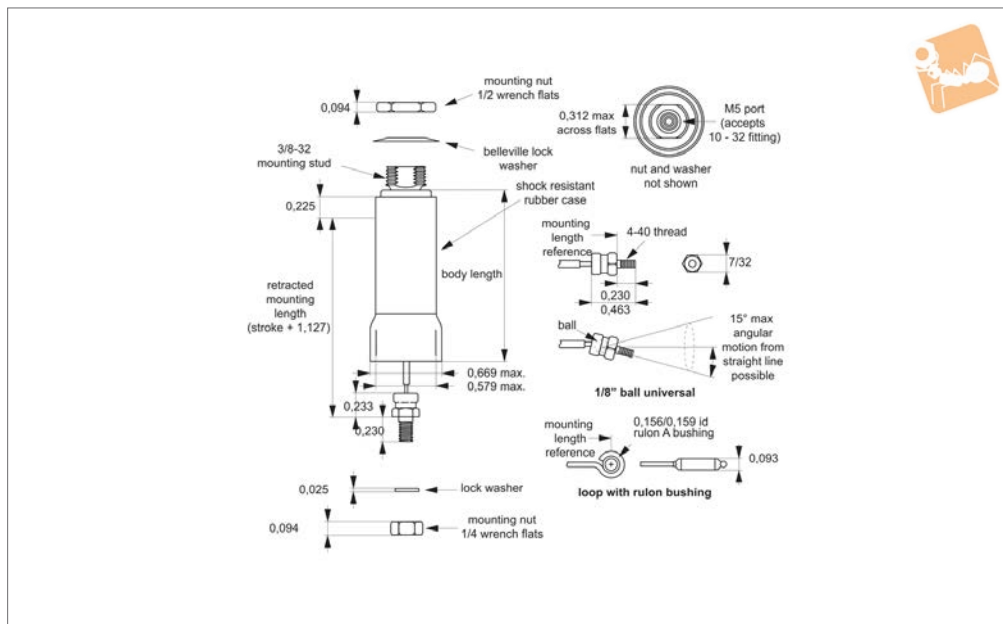 mounting nut
1/2 wrench flats
0,094
belleville lock
washer
3/8-32
mounting stud
shock resistant
rubber case
0,225
body length
retracted
mounting
length
(stroke + 1,127)
0,669 max.
0,579 max.
0,233
0,230
0,025
lock washer
0,094
mounting nut
1/4 wrench flats
0,312 max
across flats
M5 port
(accepts
10 - 32 fitting)
nut and washer
not shown
mounting
length
reference
4-40 thread
7/32
0,230
0,463
ball
15° max
angular
motion from
straight line
possible
1/8" ball universal
mounting
length
reference
0,156/0,159 id
rulon A bushing
0,093
loop with rulon bushing